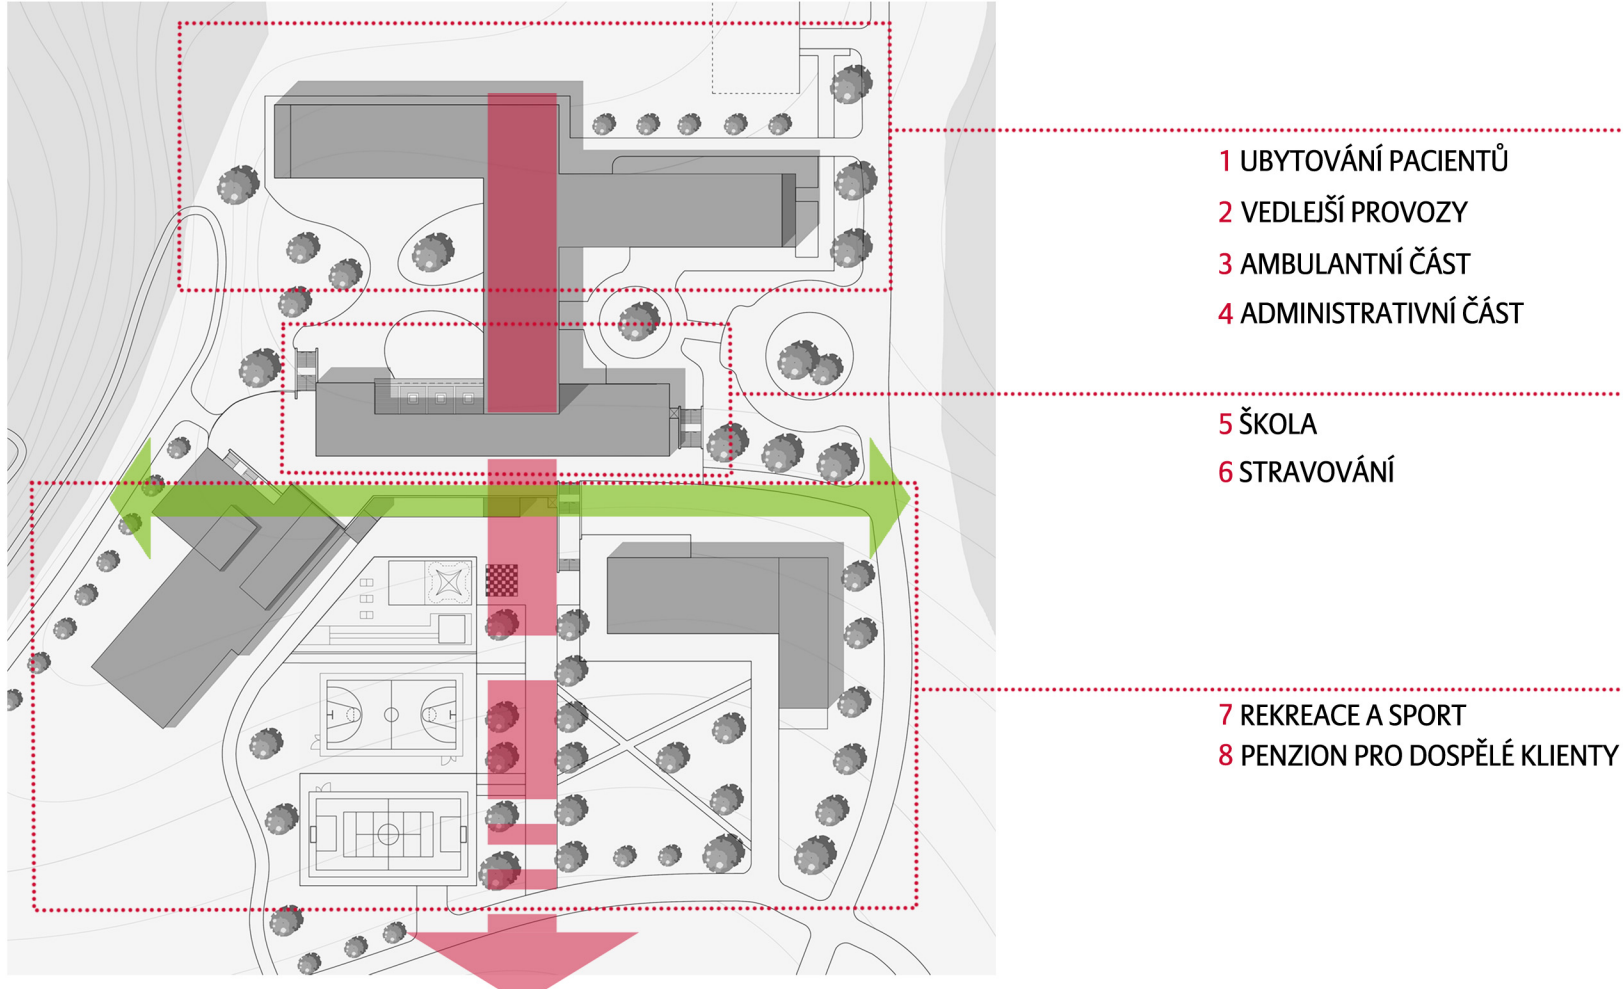 1 UBYTOVÁNÍ PACIENTŮ
2 VEDLEJŠÍ PROVOZY
3 AMBULANTNÍ ČÁST
4 ADMINISTRATIVNÍ ČÁST
5 ŠKOLA
6 STRAVOVÁNÍ
7 REKREACE A SPORT
8 PENZION PRO DOSPĚLÉ KLIENTY